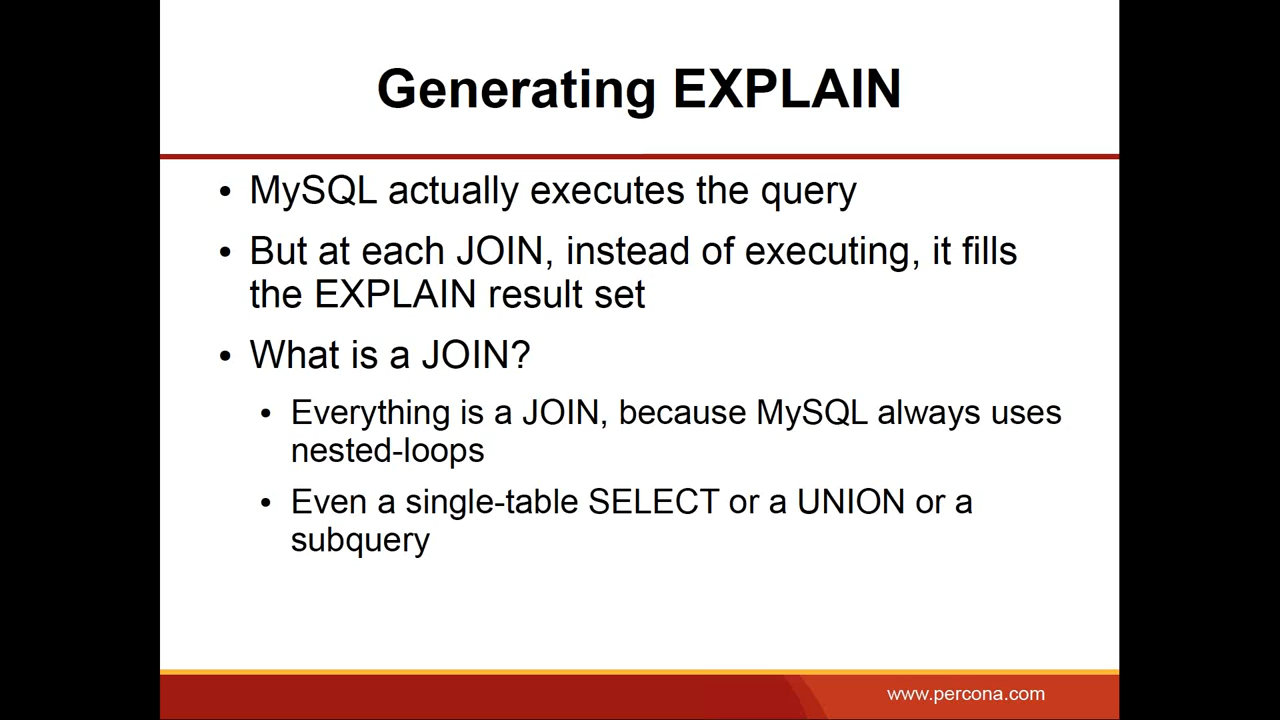 Generating EXPLAIN
• MySQL actually executes the query
• But at each JOIN, instead of executing, it fills
the EXPLAIN result set
• What is a JOIN?
• Everything is a JOIN, because MySQL always uses
nested-loops
• Even a single-table SELECT or a UNION or a
subquery
www.percona.com